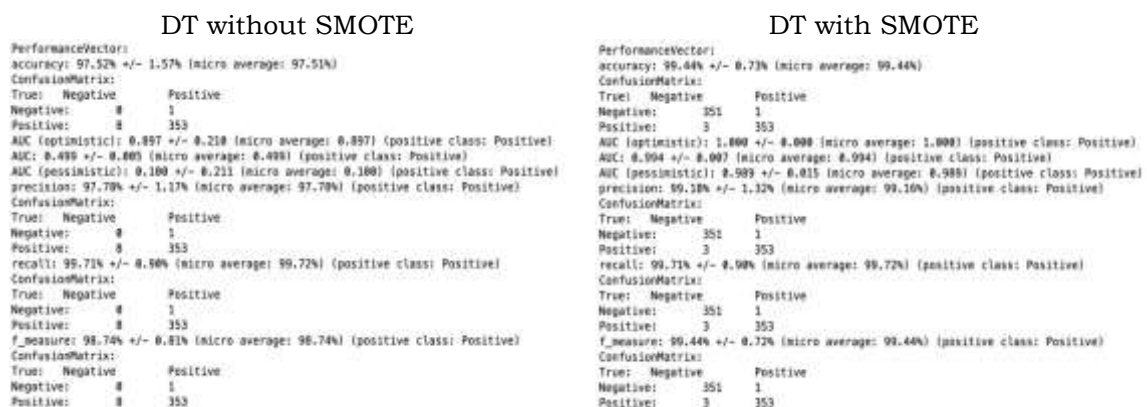 DT without SMOTE
PerformanceVector:
accuracy: 97.52% +/- 1.57% (micro average: 97.51%)
ConfusionMatrix:
True: Negative Positive
Negative: 0 1
Positive: 8 353
AUC (optimistic): 0.897 +/- 0.210 (micro average: 0.897) (positive class: Positive)
AUC: 0.499 +/- 0.005 (micro average: 0.499) (positive class: Positive)
AUC (pessimistic): 0.100 +/- 0.211 (micro average: 0.100) (positive class: Positive)
precision: 97.78% +/- 1.17% (micro average: 97.78%) (positive class: Positive)
ConfusionMatrix:
True: Negative Positive
Negative: 0 1
Positive: 8 353
recall: 99.71% +/- 0.90% (micro average: 99.72%) (positive class: Positive)
ConfusionMatrix:
True: Negative Positive
Negative: 0 1
Positive: 8 353
f_measure: 98.74% +/- 0.81% (micro average: 98.74%) (positive class: Positive)
ConfusionMatrix:
True: Negative Positive
Negative: 0 1
Positive: 8 353
DT with SMOTE
PerformanceVector:
accuracy: 99.44% +/- 0.73% (micro average: 99.44%)
ConfusionMatrix:
True: Negative Positive
Negative: 351 1
Positive: 3 353
AUC (optimistic): 1.000 +/- 0.000 (micro average: 1.000) (positive class: Positive)
AUC: 0.994 +/- 0.007 (micro average: 0.994) (positive class: Positive)
AUC (pessimistic): 0.989 +/- 0.015 (micro average: 0.989) (positive class: Positive)
precision: 99.18% +/- 1.32% (micro average: 99.16%) (positive class: Positive)
ConfusionMatrix:
True: Negative Positive
Negative: 351 1
Positive: 3 353
recall: 99.71% +/- 0.90% (micro average: 99.72%) (positive class: Positive)
ConfusionMatrix:
True: Negative Positive
Negative: 351 1
Positive: 3 353
f_measure: 99.44% +/- 0.72% (micro average: 99.44%) (positive class: Positive)
ConfusionMatrix:
True: Negative Positive
Negative: 351 1
Positive: 3 353